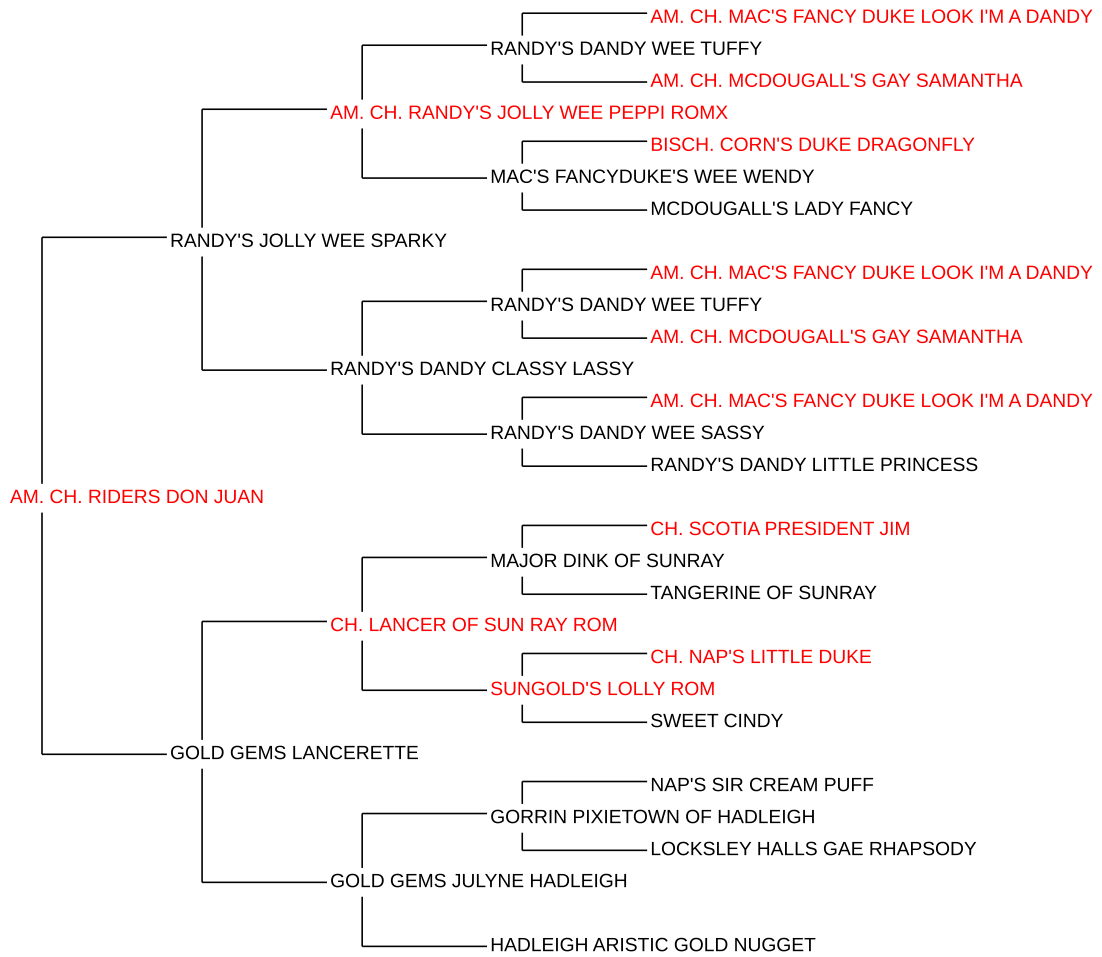 AM. CH. MAC'S FANCY DUKE LOOK I'M A DANDY
RANDY'S DANDY WEE TUFFY
AM. CH. MCDOUGALL'S GAY SAMANTHA
AM. CH. RANDY'S JOLLY WEE PEPPI ROMX
BISCH. CORN'S DUKE DRAGONFLY
MAC'S FANCYDUKE'S WEE WENDY
MCDOUGALL'S LADY FANCY
RANDY'S JOLLY WEE SPARKY
AM. CH. MAC'S FANCY DUKE LOOK I'M A DANDY
RANDY'S DANDY WEE TUFFY
AM. CH. MCDOUGALL'S GAY SAMANTHA
RANDY'S DANDY CLASSY LASSY
AM. CH. MAC'S FANCY DUKE LOOK I'M A DANDY
RANDY'S DANDY WEE SASSY
RANDY'S DANDY LITTLE PRINCESS
AM. CH. RIDERS DON JUAN
CH. SCOTIA PRESIDENT JIM
MAJOR DINK OF SUNRAY
TANGERINE OF SUNRAY
CH. LANCER OF SUN RAY ROM
CH. NAP'S LITTLE DUKE
SUNGOLD'S LOLLY ROM
SWEET CINDY
GOLD GEMS LANCERETTE
NAP'S SIR CREAM PUFF
GORRIN PIXIETOWN OF HADLEIGH
LOCKSLEY HALLS GAE RHAPSODY
GOLD GEMS JULYNE HADLEIGH
HADLEIGH ARISTIC GOLD NUGGET